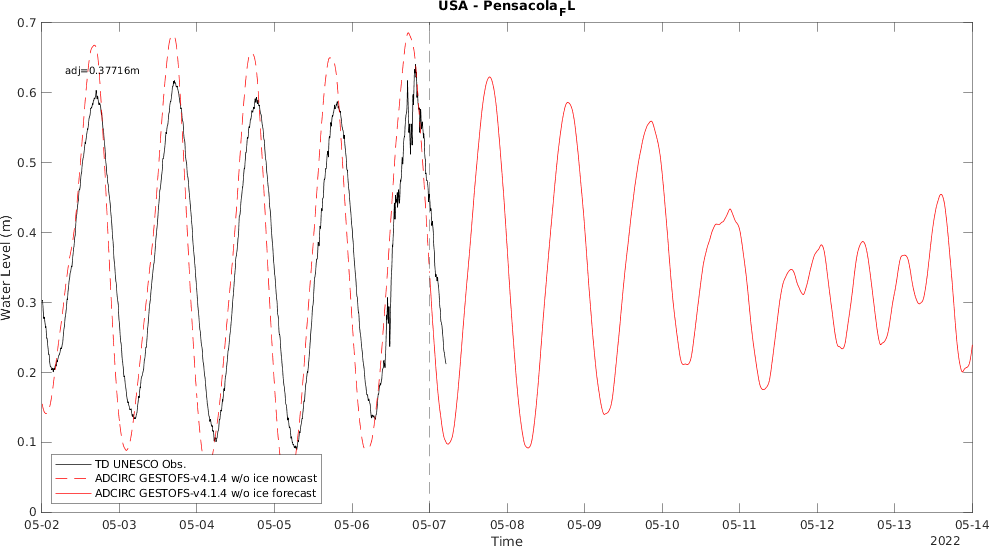 USA - Pensacola_FL
0.7
adj=0.37716m
0.6
0.5
0.4
Water Level (m)
0.3
0.2
0.1
0
TD UNESCO Obs.
ADCIRC GESTOFS-v4.1.4 w/o ice nowcast
ADCIRC GESTOFS-v4.1.4 w/o ice forecast
05-02 05-03 05-04 05-05 05-06 05-07 05-08 05-09 05-10 05-11 05-12 05-13 05-14
Time
2022